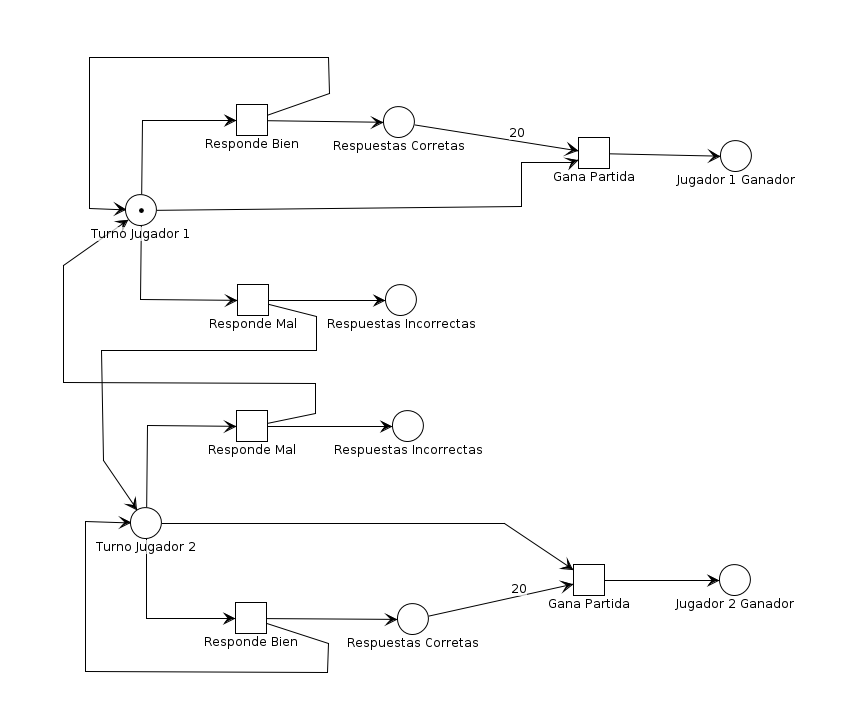 Responde Bien
Respuestas Corretas
20
Gana Partida
Jugador 1 Ganador
Turno Jugador 1
Responde Mal
Respuestas Incorrectas
Responde Mal
Respuestas Incorrectas
Turno Jugador 2
20
Gana Partida
Jugador 2 Ganador
Responde Bien
Respuestas Corretas